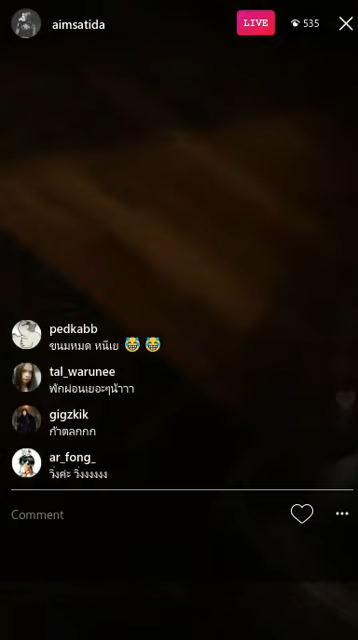 aimsatida
LIVE
535
pedkabb
ขนมหมด หนีเย 😹 😹
tal_warunee
พักผ่อนเยอะๆน้าาา
gigzkik
ก้าตลกกก
ar_fong_
วิ่งค่ะ วิ่งงงงงง
Comment